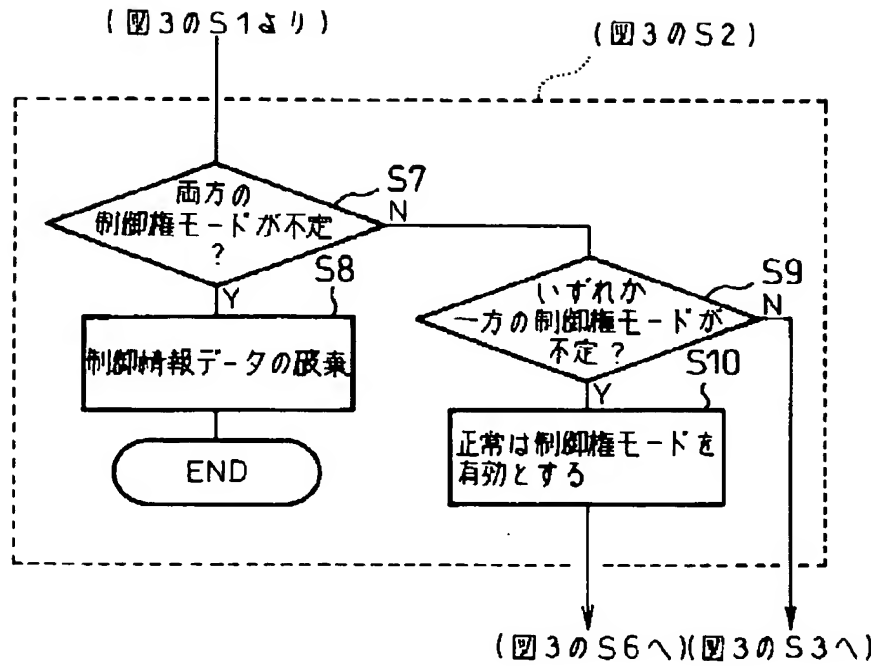 (図3のS1より)
(図3のS2)
S7
両方の
制御権モードが不定
?
N
Y
S8
制御情報データの破棄
END
S9
いずれか
一方の制御権モードが
不定?
N
Y
S10
正常は制御権モードを
有効とする
(図3のS6へ)(図3のS3へ)